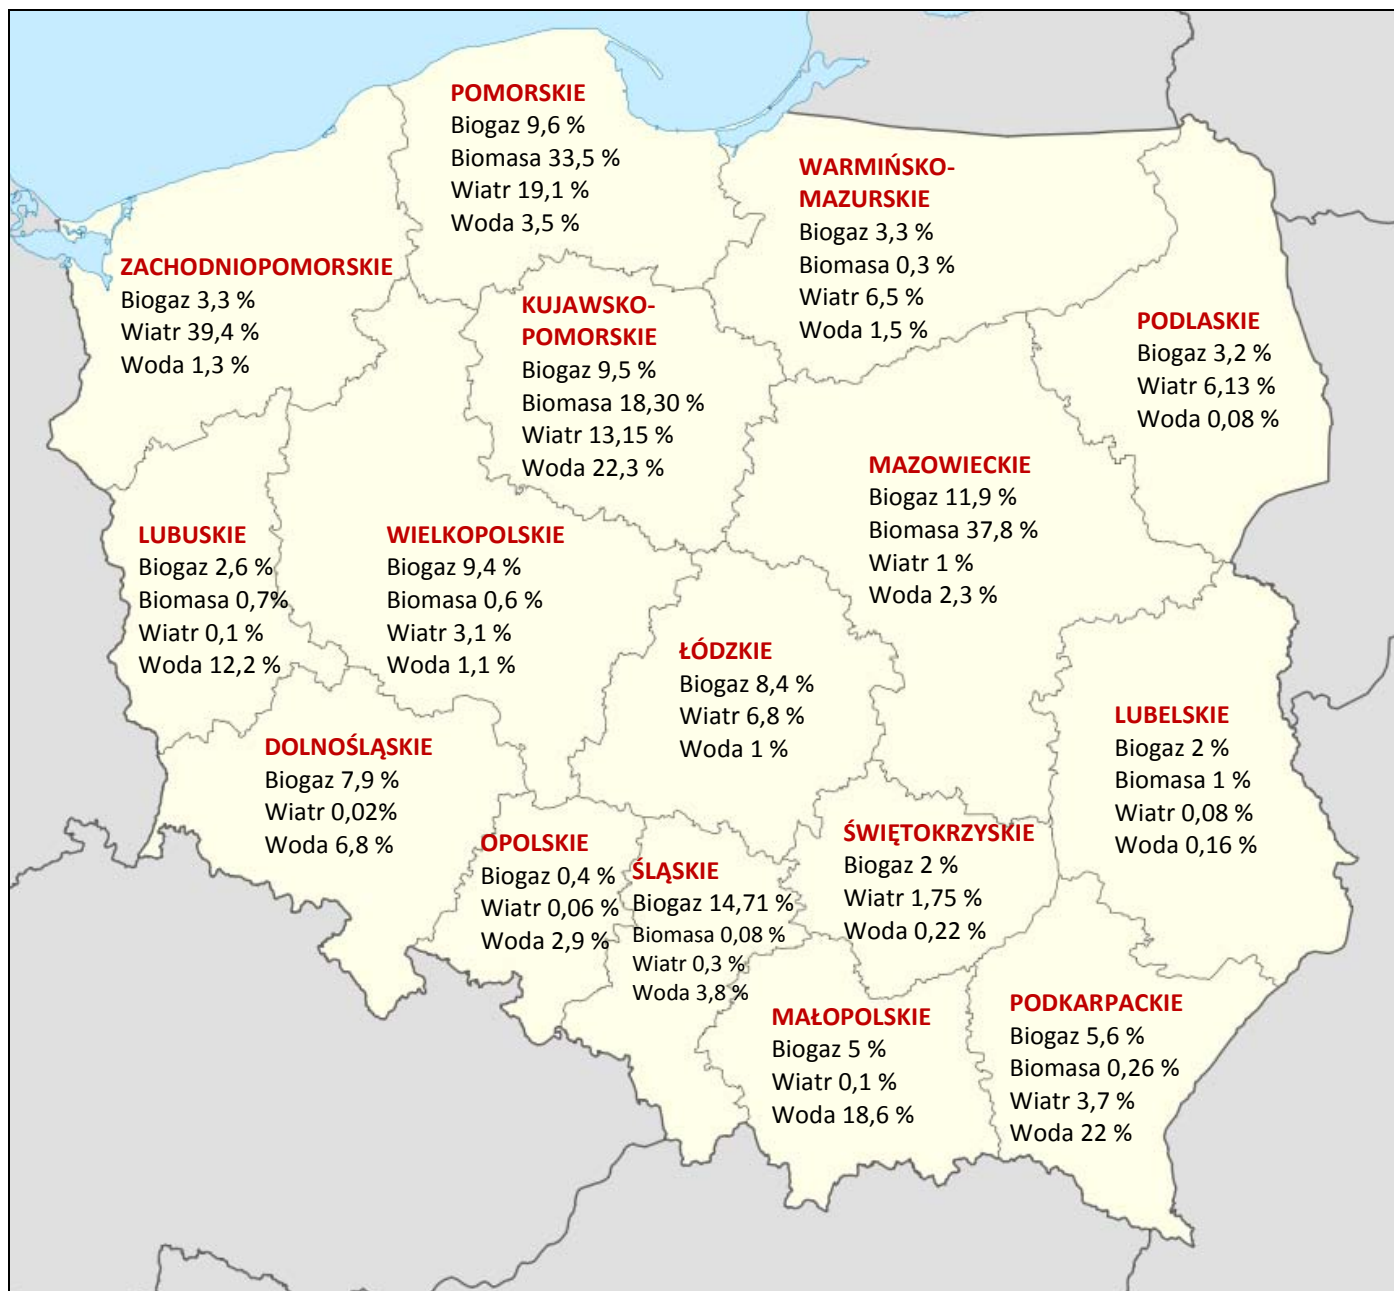 POMORSKIE
Biogaz 9,6 %
Biomasa 33,5 %
Wiatr 19,1 %
Woda 3,5 %
WARMIŃSKO-
MAZURSKIE
Biogaz 3,3 %
Biomasa 0,3 %
Wiatr 6,5 %
Woda 1,5 %
ZACHODNIOPOMORSKIE
Biogaz 3,3 %
Wiatr 39,4 %
Woda 1,3 %
KUJAWSKO-
POMORSKIE
Biogaz 9,5 %
Biomasa 18,30 %
Wiatr 13,15 %
Woda 22,3 %
PODLASKIE
Biogaz 3,2 %
Wiatr 6,13 %
Woda 0,08 %
MAZOWIECKIE
Biogaz 11,9 %
Biomasa 37,8 %
Wiatr 1 %
Woda 2,3 %
LUBUSKIE
Biogaz 2,6 %
Biomasa 0,7%
Wiatr 0,1 %
Woda 12,2 %
WIELKOPOLSKIE
Biogaz 9,4 %
Biomasa 0,6 %
Wiatr 3,1 %
Woda 1,1 %
ŁÓDZKIE
Biogaz 8,4 %
Wiatr 6,8 %
Woda 1 %
LUBELSKIE
Biogaz 2 %
Biomasa 1 %
Wiatr 0,08 %
Woda 0,16 %
DOLNOŚLĄSKIE
Biogaz 7,9 %
Wiatr 0,02%
Woda 6,8 %
OPOLSKIE
Biogaz 0,4 %
Wiatr 0,06 %
Woda 2,9 %
ŚLĄSKIE
Biogaz 14,71 %
Biomasa 0,08 %
Wiatr 0,3 %
Woda 3,8 %
ŚWIĘTOKRZYSKIE
Biogaz 2 %
Wiatr 1,75 %
Woda 0,22 %
MAŁOPOLSKIE
Biogaz 5 %
Wiatr 0,1 %
Woda 18,6 %
PODKARPACKIE
Biogaz 5,6 %
Biomasa 0,26 %
Wiatr 3,7 %
Woda 22 %